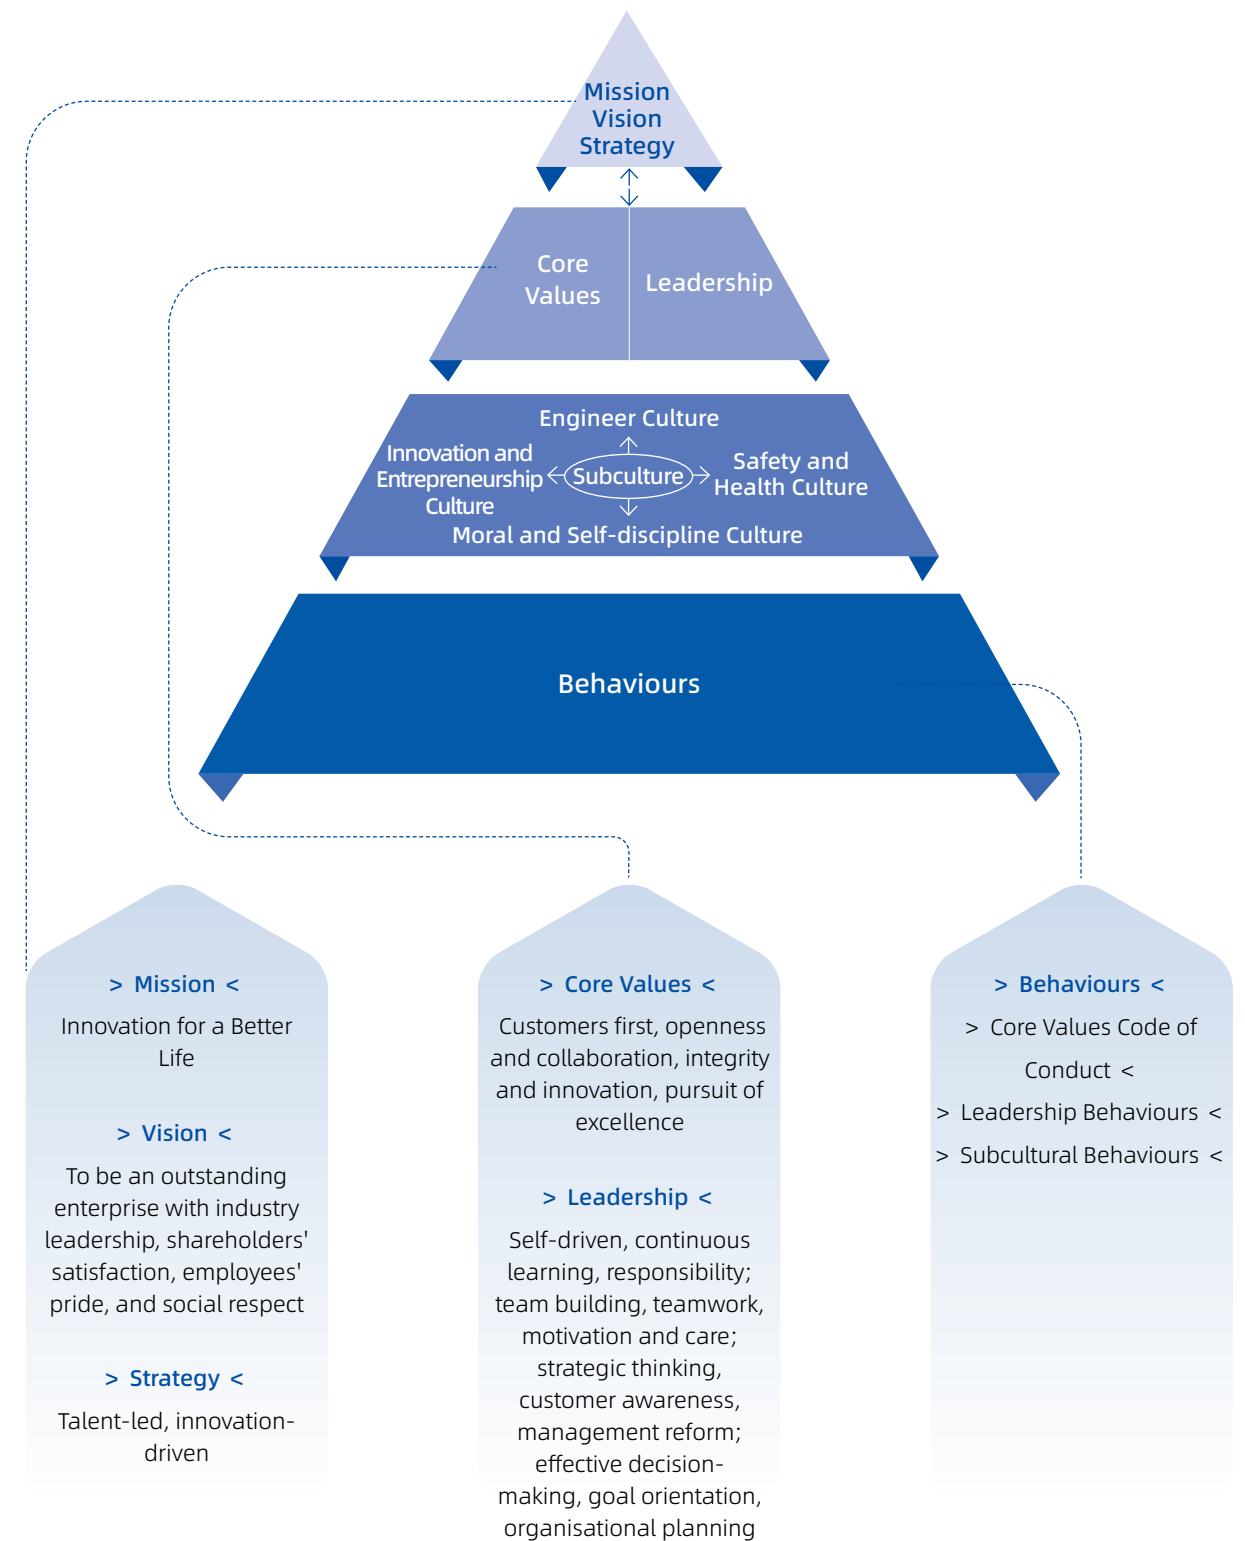 Mission
Vision
Strategy
Core
Values
Leadership
Engineer Culture
Innovation and
Entrepreneurship
Culture
Subculture
Safety and
Health Culture
Moral and Self-discipline Culture
Behaviours
> Mission <
Innovation for a Better
Life
> Vision <
To be an outstanding
enterprise with industry
leadership, shareholders'
satisfaction, employees'
pride, and social respect
> Strategy <
Talent-led, innovation-
driven
> Core Values <
Customers first, openness
and collaboration, integrity
and innovation, pursuit of
excellence
> Leadership <
Self-driven, continuous
learning, responsibility;
team building, teamwork,
motivation and care;
strategic thinking,
customer awareness,
management reform;
effective decision-
making, goal orientation,
organisational planning
> Behaviours <
> Core Values Code of
Conduct <
> Leadership Behaviours <
> Subcultural Behaviours <